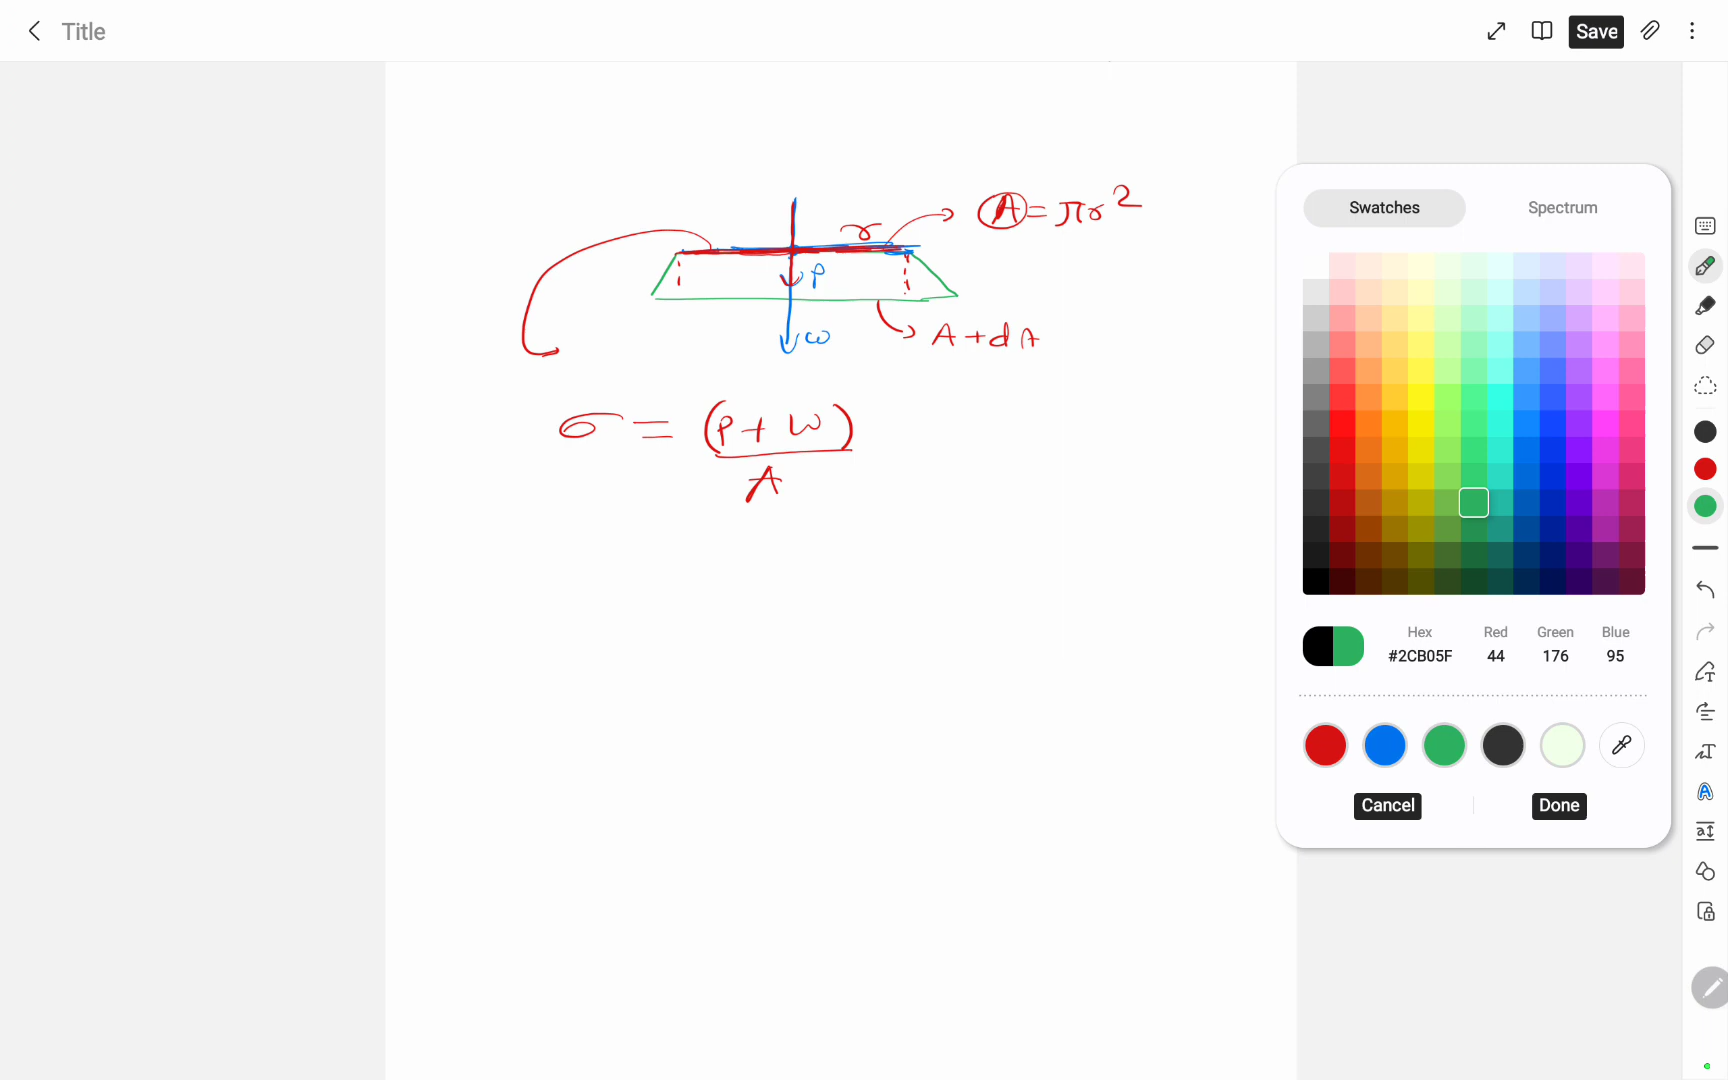 Title
Save
Swatches Spectrum
r
A = πr²
P
ω
A + dA
σ = (P + W)
A
Hex Red Green Blue
#2CB05F 44 176 95
Cancel Done